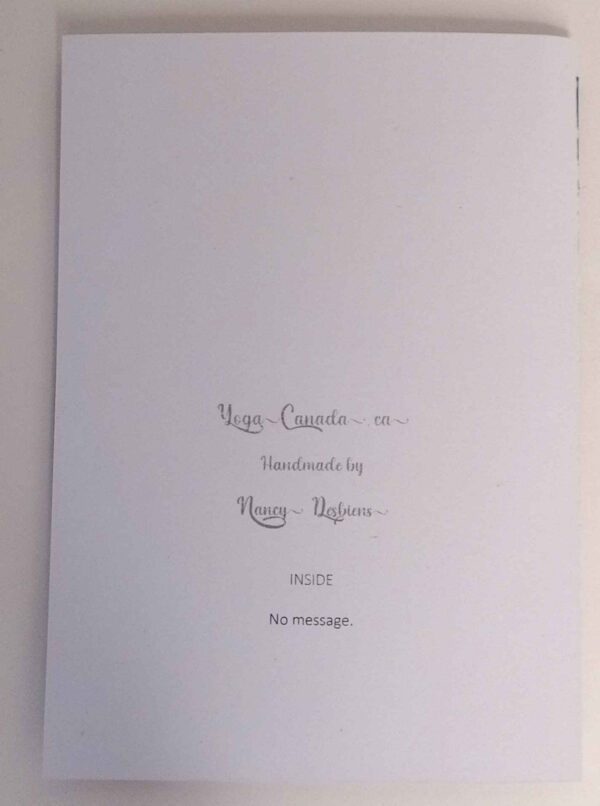 Yoga Canada ca
Handmade by
Nancy Desbiens
INSIDE
No message.